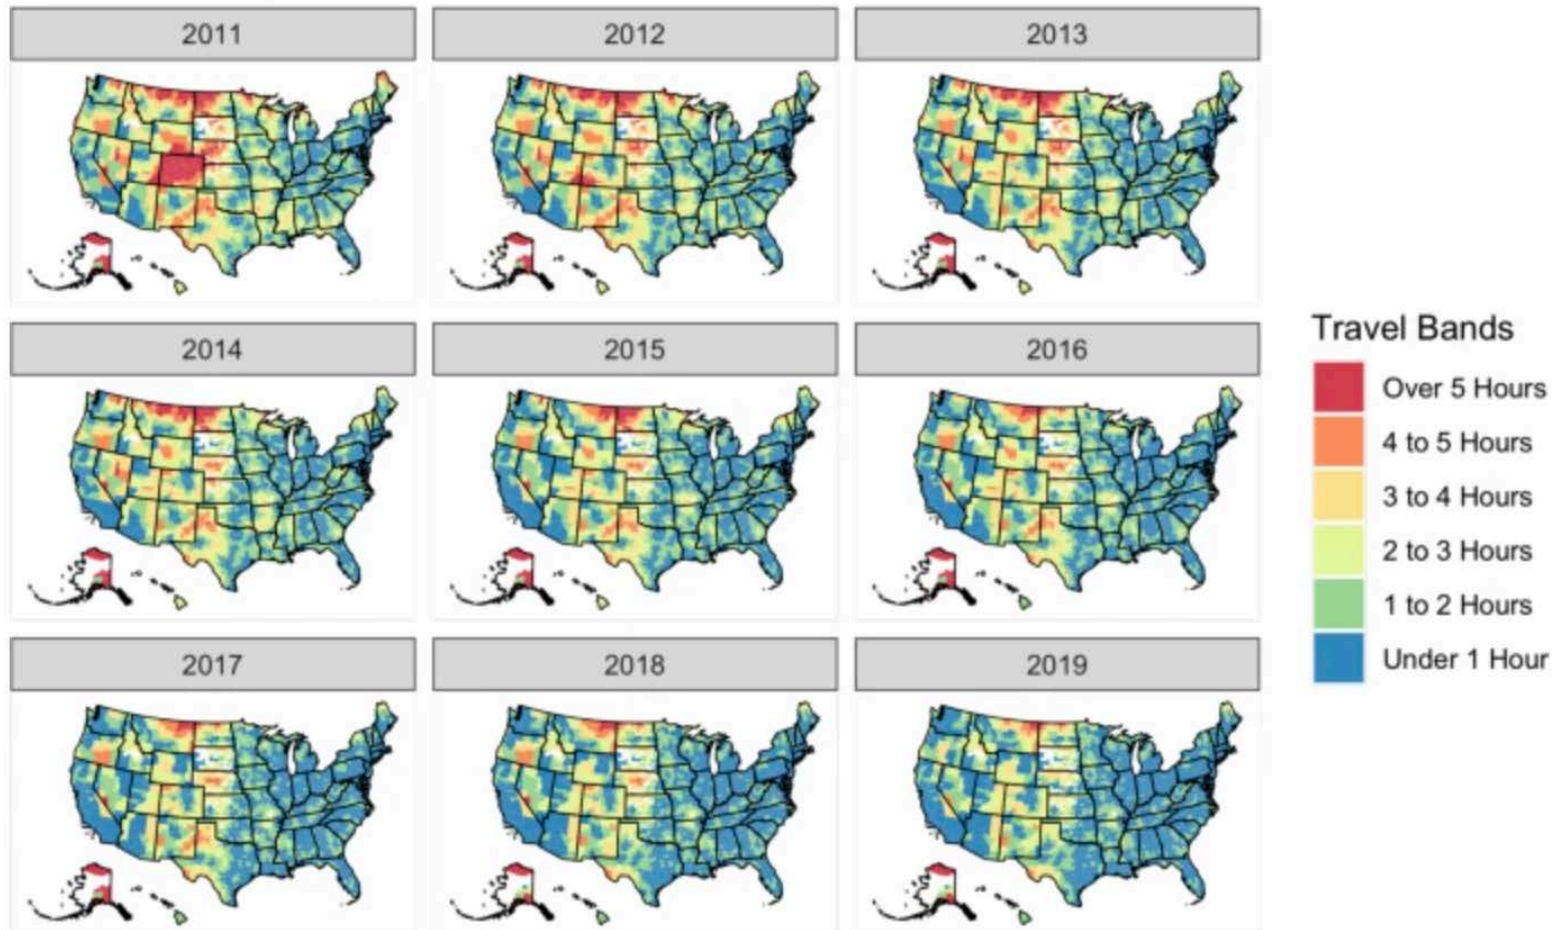 2011
2012
2013
2014
2015
2016
2017
2018
2019
Travel Bands
Over 5 Hours
4 to 5 Hours
3 to 4 Hours
2 to 3 Hours
1 to 2 Hours
Under 1 Hour